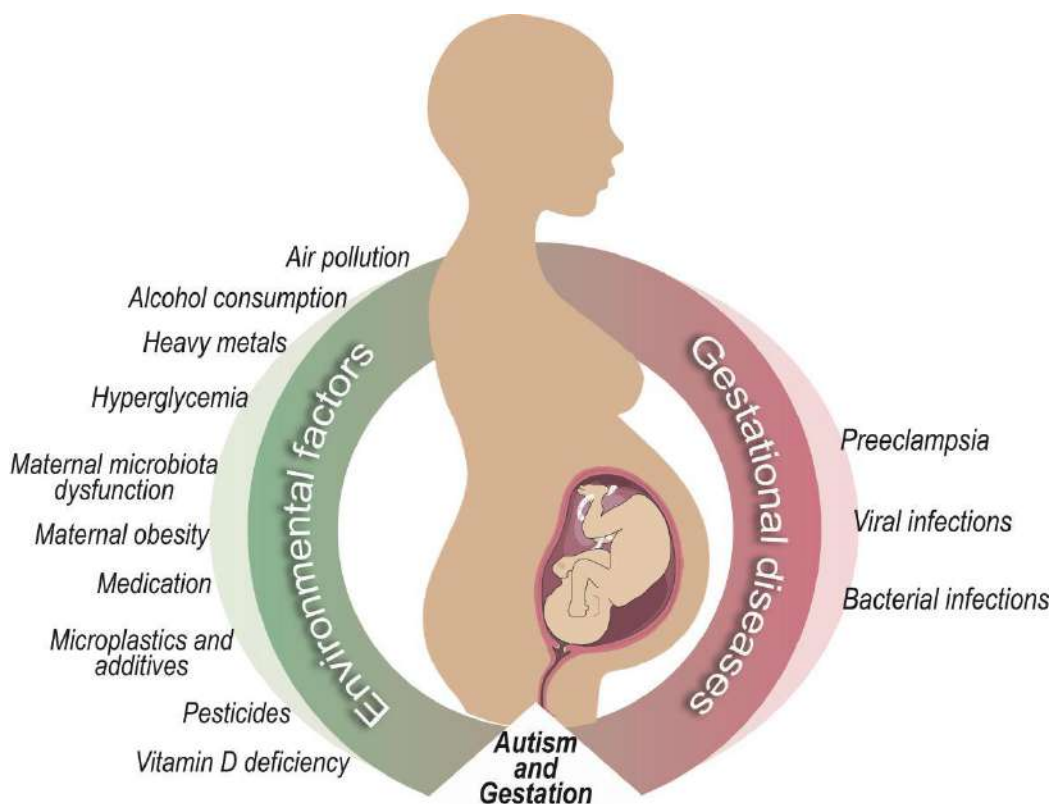 Air pollution
Alcohol consumption
Heavy metals
Hyperglycemia
Maternal microbiota
dysfunction
Maternal obesity
Medication
Microplastics and
additives
Pesticides
Vitamin D deficiency
Environmental factors
Gestational diseases
Preeclampsia
Viral infections
Bacterial infections
Autism
and
Gestation